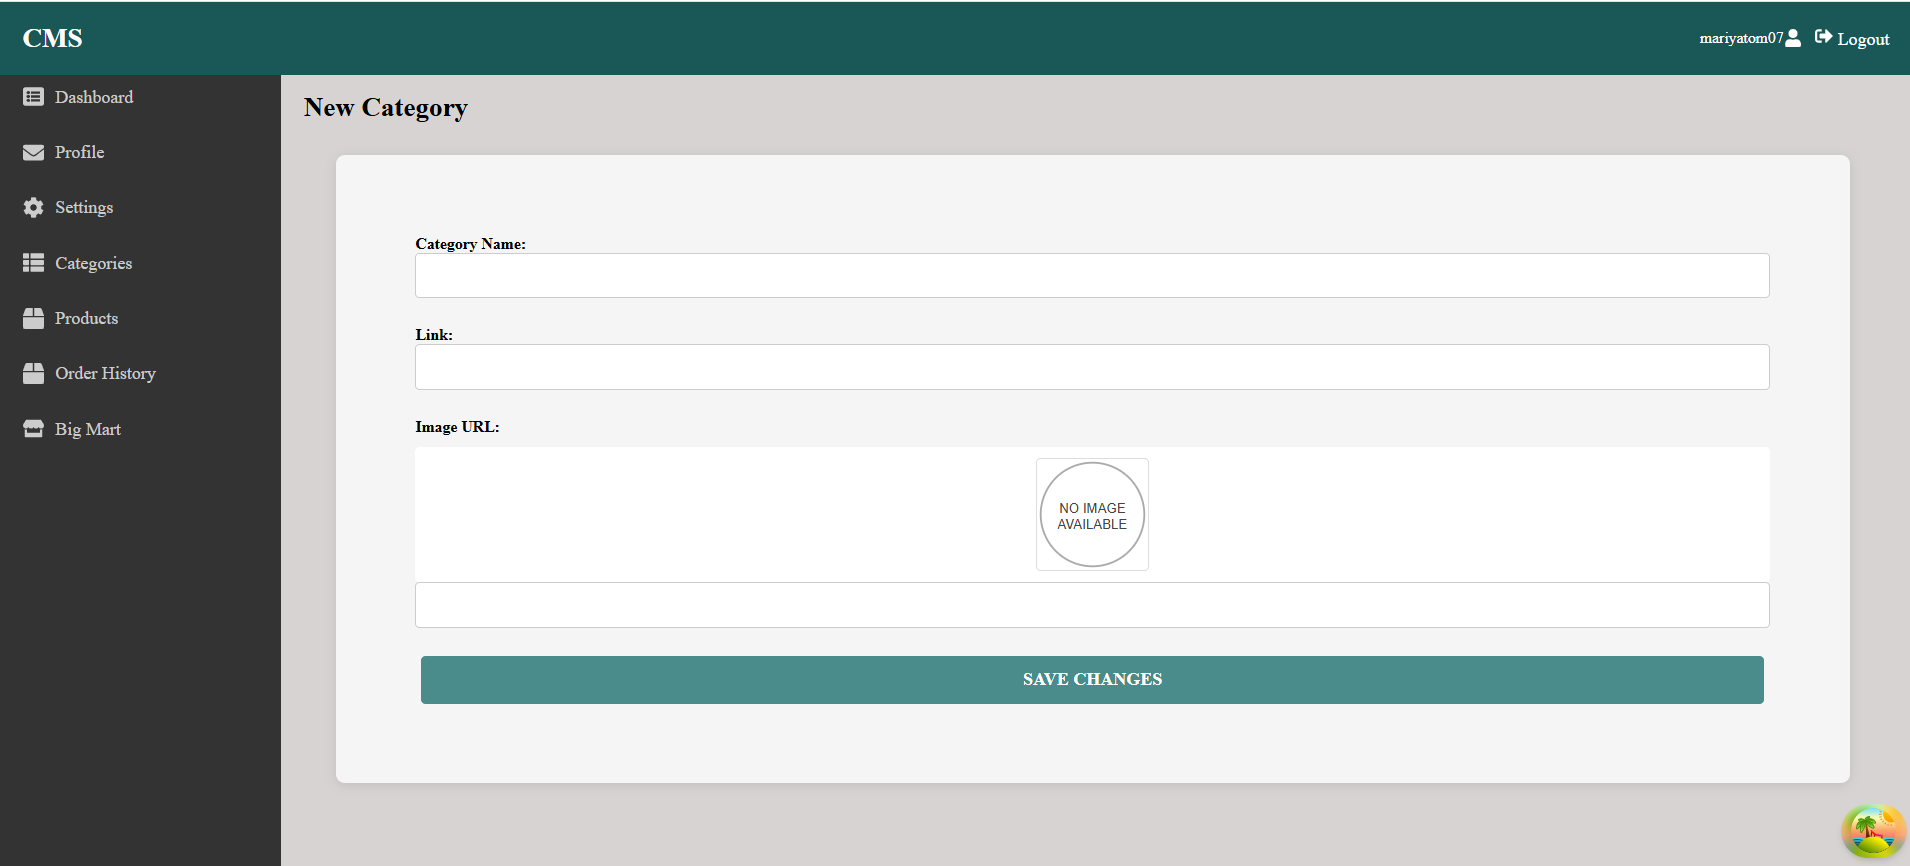 CMS
mariyatom07
Logout
Dashboard
Profile
Settings
Categories
Products
Order History
Big Mart
New Category
Category Name:
Link:
Image URL:
NO IMAGE
AVAILABLE
SAVE CHANGES